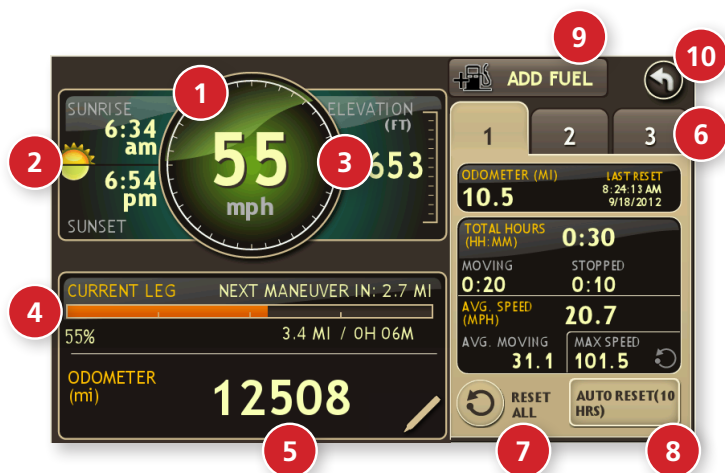 9
10
ADD FUEL
1
SUNRISE
6:34
am
2
6:54
pm
SUNSET
55
mph
ELEVATION
(FT)
3
653
1
2
3
6
ODOMETER (MI)
10.5
LAST RESET
8:24:13 AM
9/18/2012
TOTAL HOURS
(HH:MM)
0:30
MOVING
0:20
STOPPED
0:10
AVG. SPEED
(MPH)
20.7
AVG. MOVING
31.1
MAX SPEED
101.5
4
CURRENT LEG
NEXT MANEUVER IN: 2.7 MI
55%
3.4 MI / 0H 06M
ODOMETER
(mi)
12508
5
RESET
ALL
7
AUTO RESET(10
HRS)
8